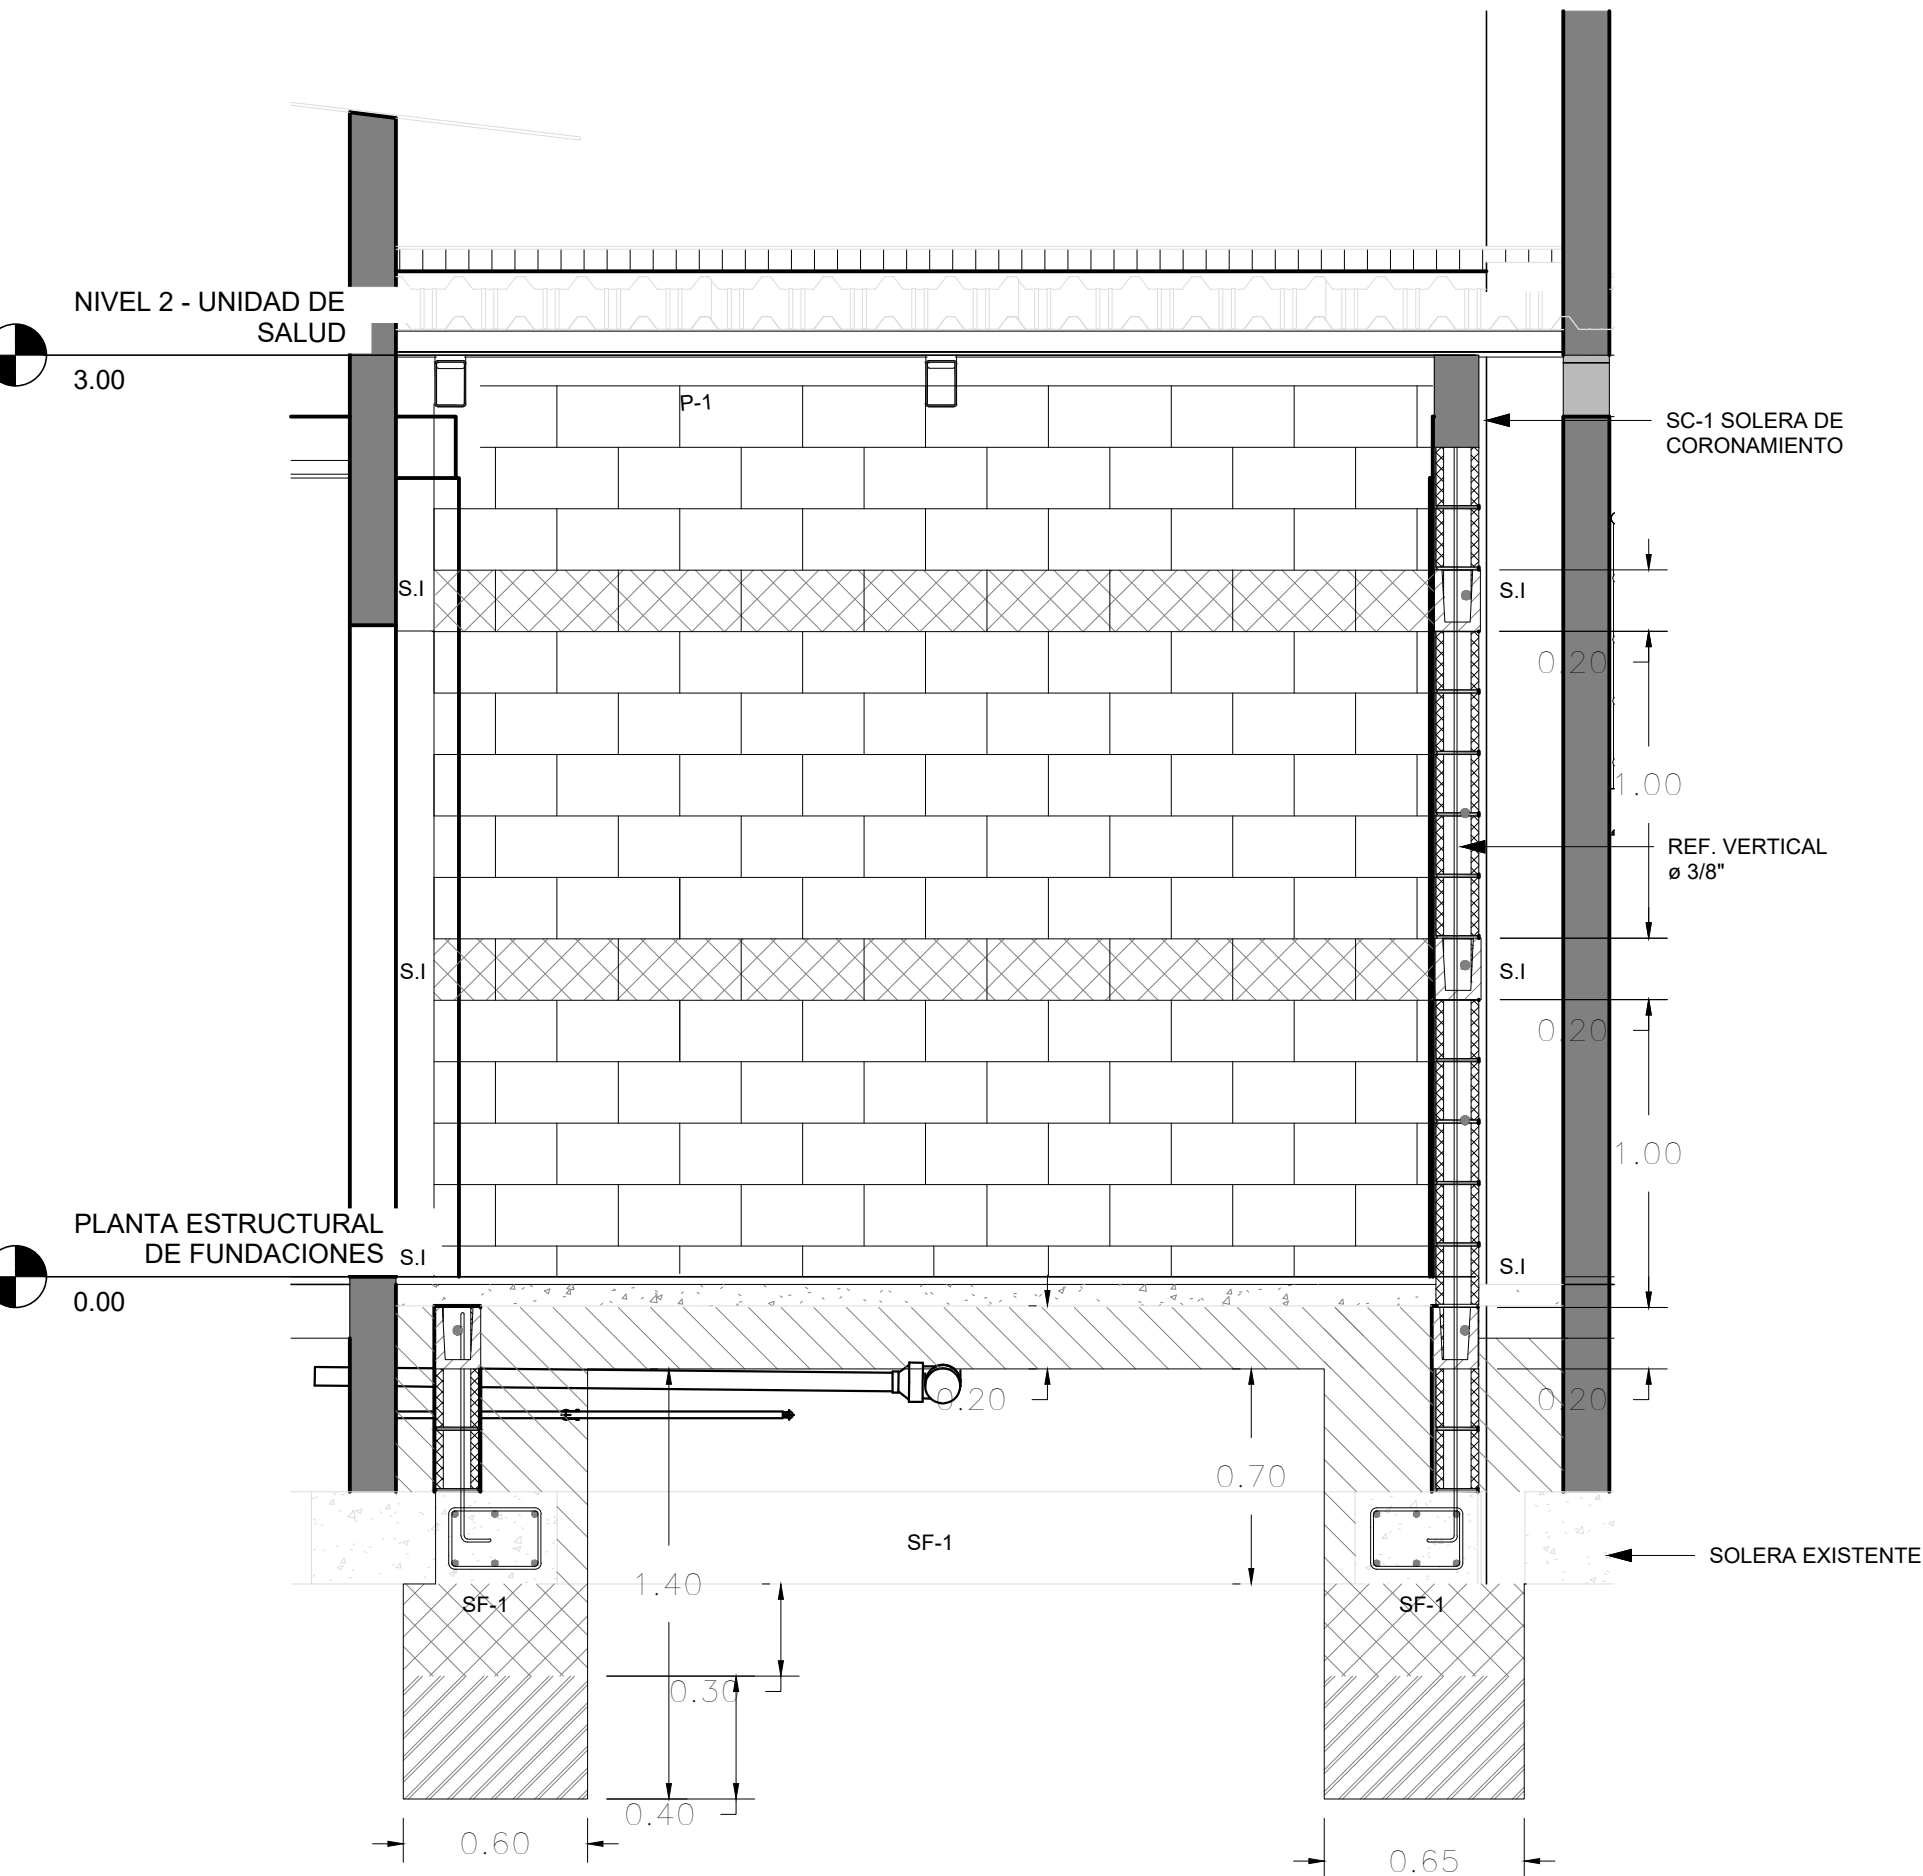 NIVEL 2 - UNIDAD DE
SALUD
3.00
P-1
SC-1 SOLERA DE
CORONAMIENTO
S.I
S.I
0.20
1.00
REF. VERTICAL
ø 3/8"
S.I
S.I
0.20
1.00
PLANTA ESTRUCTURAL
DE FUNDACIONES
S.I
S.I
0.00
0.20
0.20
0.70
SF-1
SOLERA EXISTENTE
1.40
SF-1
SF-1
0.30
0.40
0.60
0.65